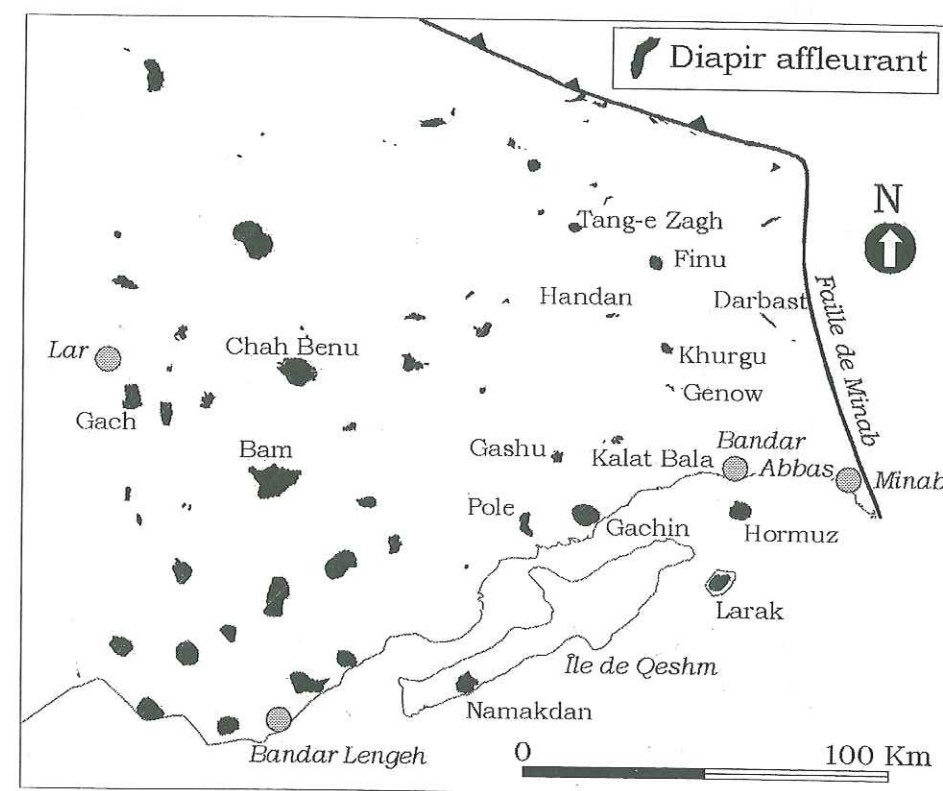 Diapir affleurant
N
Tang-e Zagh
Finu
Handan
Darbast
Faille de Minab
Lar
Chah Benu
Khurgu
Gach
Genow
Bam
Gashu
Kalat Bala
Bandar
Abbas
Minab
Pole
Gachin
Hormuz
Larak
Île de Qeshm
Namakdan
Bandar Lengeh
0
100 Km